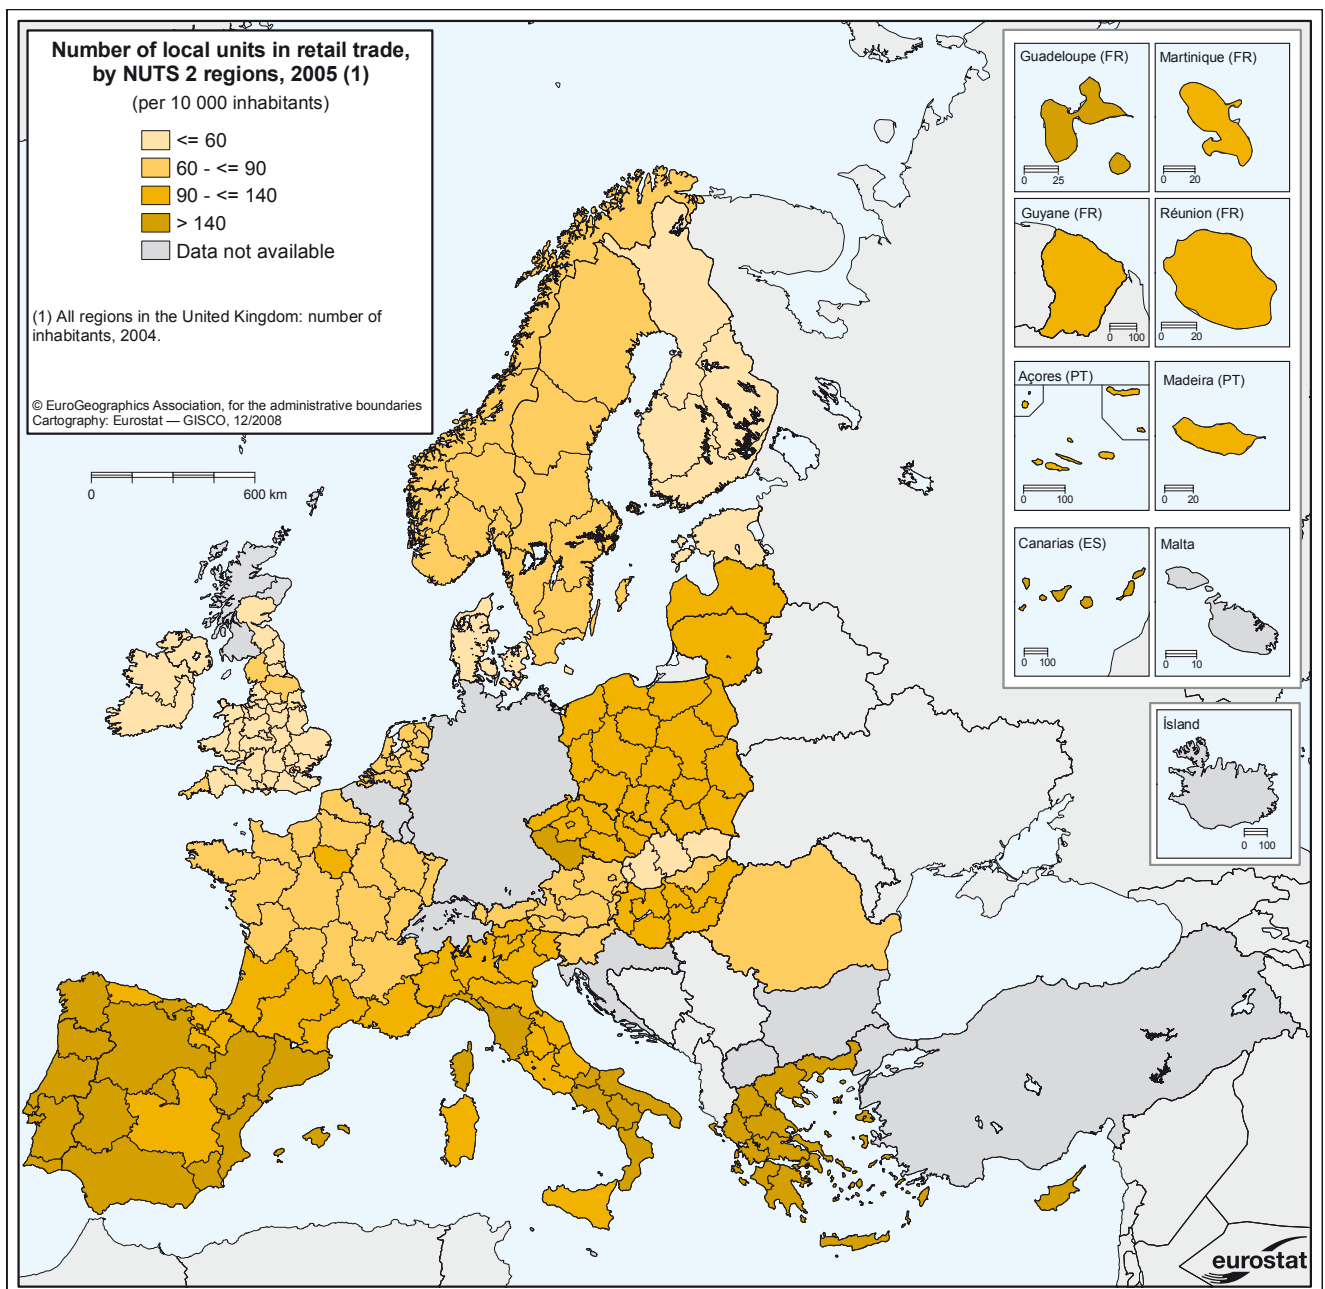 Number of local units in retail trade,
by NUTS 2 regions, 2005 (1)
(per 10 000 inhabitants)
<= 60
60 - <= 90
90 - <= 140
> 140
Data not available
(1) All regions in the United Kingdom: number of
inhabitants, 2004.
© EuroGeographics Association, for the administrative boundaries
Cartography: Eurostat — GISCO, 12/2008
0 600 km
Guadeloupe (FR)
0 25
Martinique (FR)
0 20
Guyane (FR)
0 100
Réunion (FR)
0 20
Açores (PT)
0 100
Madeira (PT)
0 20
Canarias (ES)
0 100
Malta
0 10
Ísland
0 100
eurostat